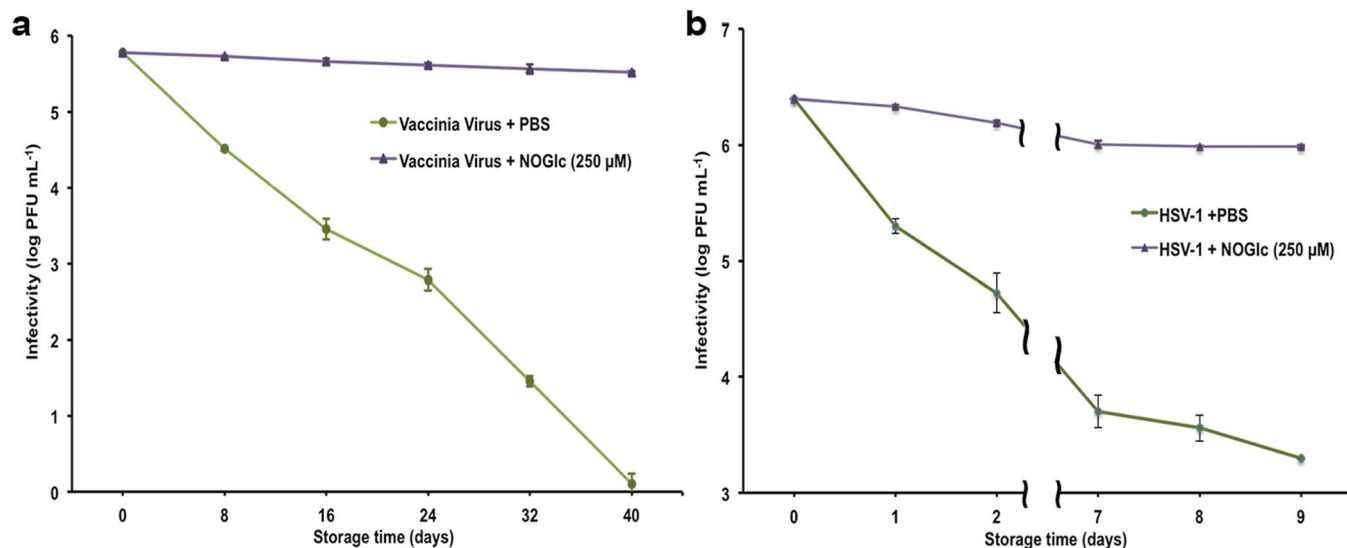 a
6
5
4
3
2
1
0
Infectivity (log PFU mL⁻¹)
Vaccinia Virus + PBS
Vaccinia Virus + NOGlc (250 µM)
0 8 16 24 32 40
Storage time (days)
b
7
6
5
4
3
Infectivity (log PFU mL⁻¹)
HSV-1 +PBS
HSV-1 + NOGlc (250 µM)
0 1 2 7 8 9
Storage time (days)